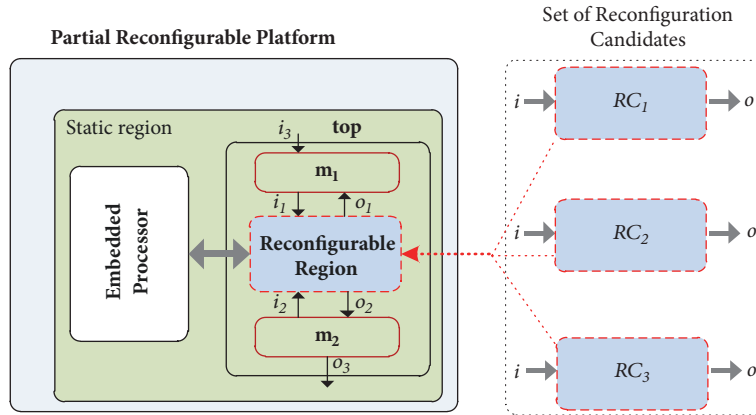 Set of Reconfiguration
Candidates
Partial Reconfigurable Platform
Static region
top
i3
m1
i1
o1
Reconfigurable
Region
i2
o2
m2
o3
Embedded
Processor
i
RC1
o
i
RC2
o
i
RC3
o